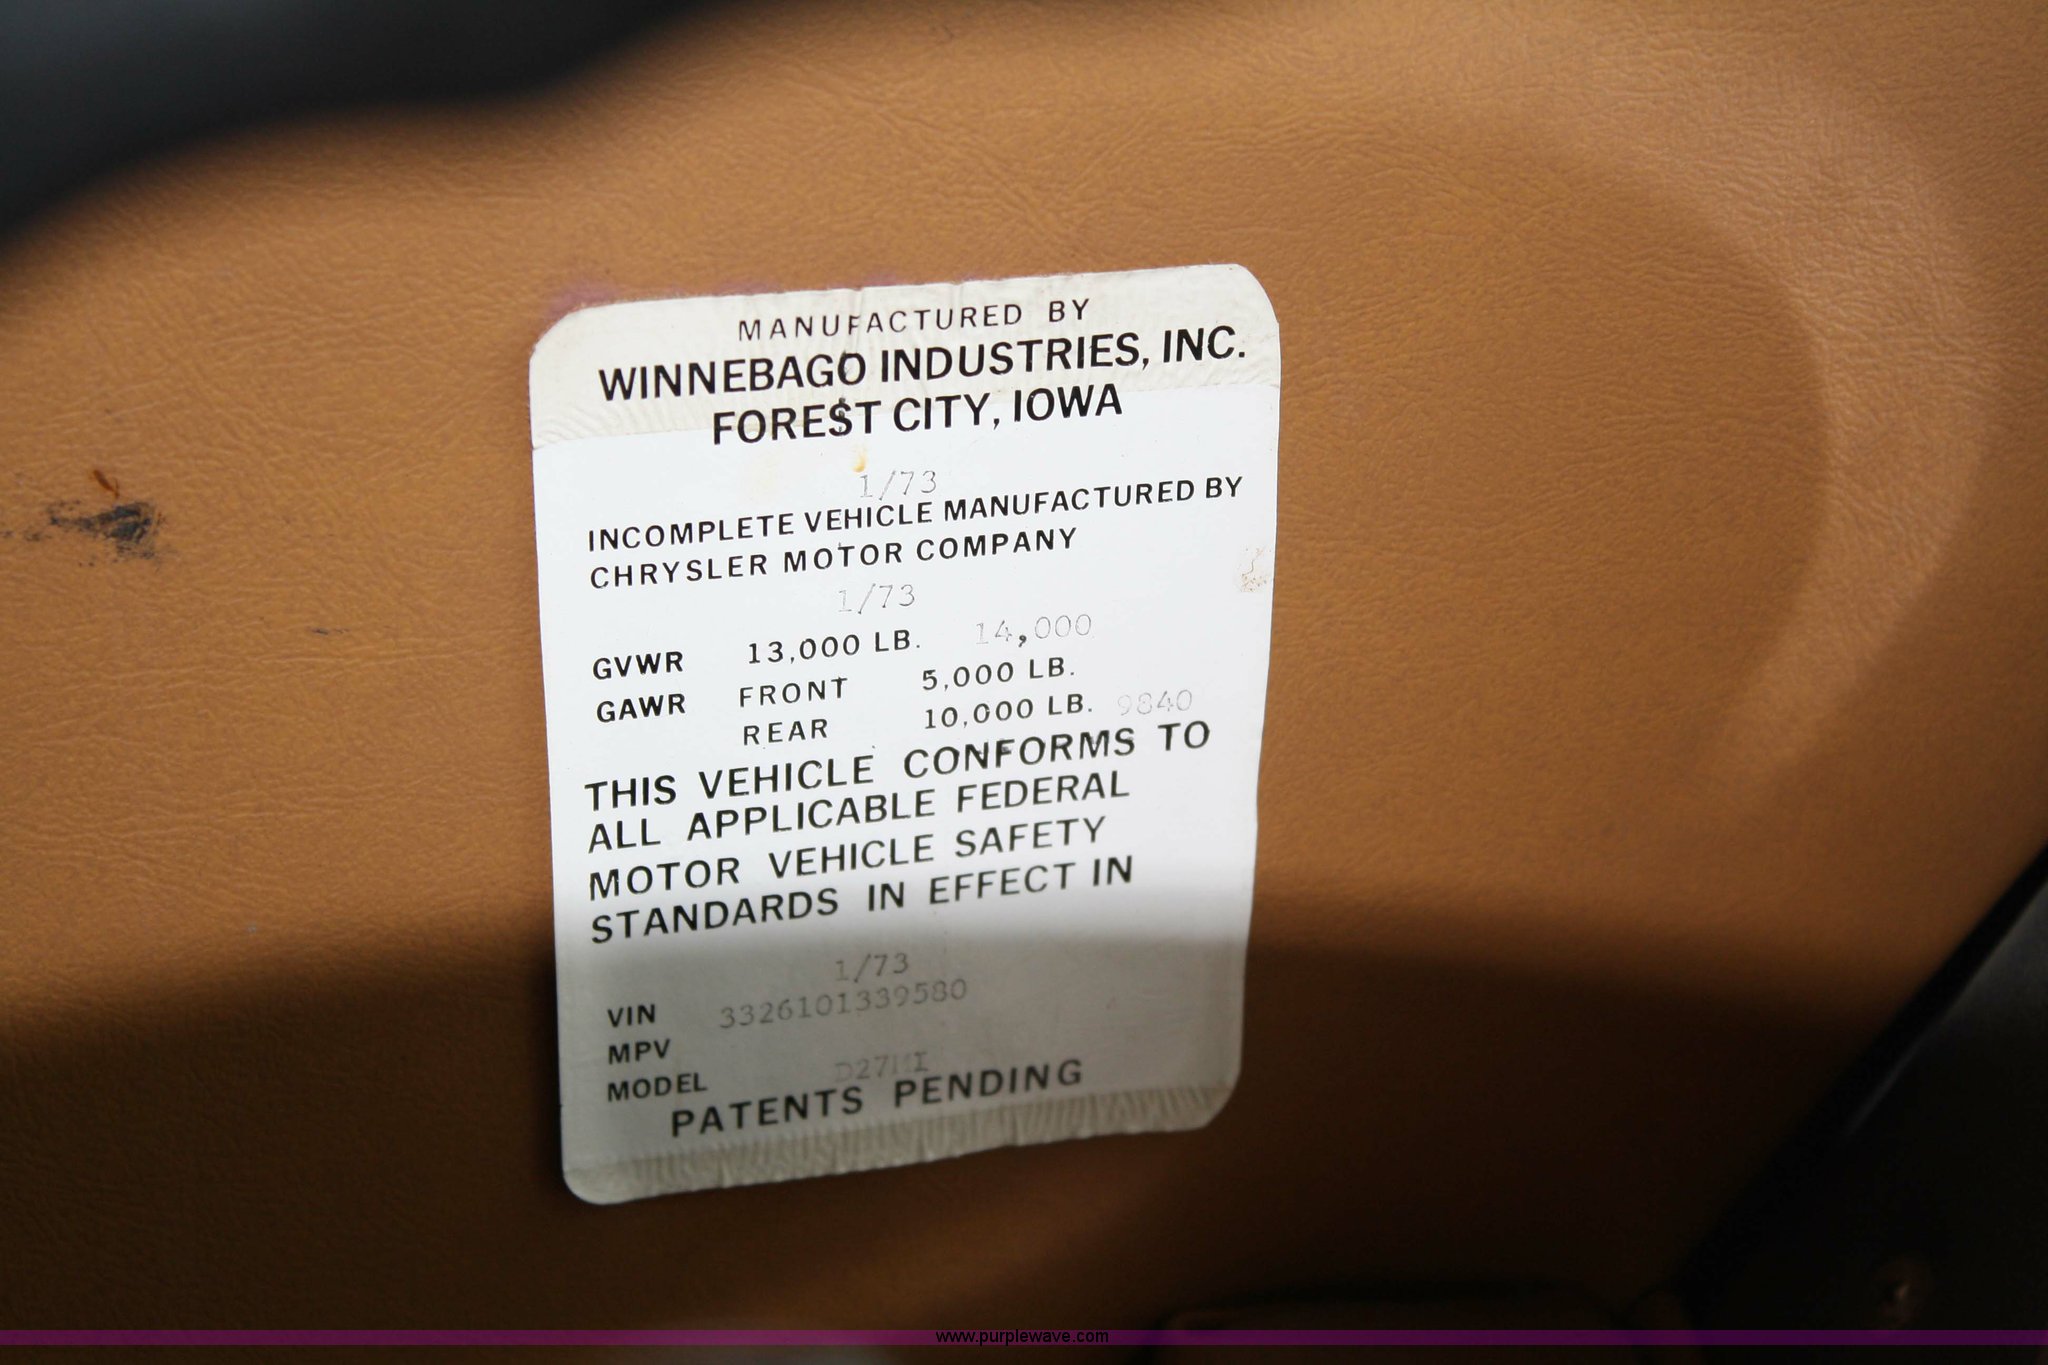 MANUFACTURED BY
WINNEBAGO INDUSTRIES, INC.
FOREST CITY, IOWA
1/73
INCOMPLETE VEHICLE MANUFACTURED BY
CHRYSLER MOTOR COMPANY
1/73
GVWR 13,000 LB. 14,000
GAWR FRONT 5,000 LB.
REAR 10,000 LB. 9840
THIS VEHICLE CONFORMS TO
ALL APPLICABLE FEDERAL
MOTOR VEHICLE SAFETY
STANDARDS IN EFFECT IN
1/73
VIN 3326101339580
MPV
MODEL
PATENTS PENDING
www.purplewave.com